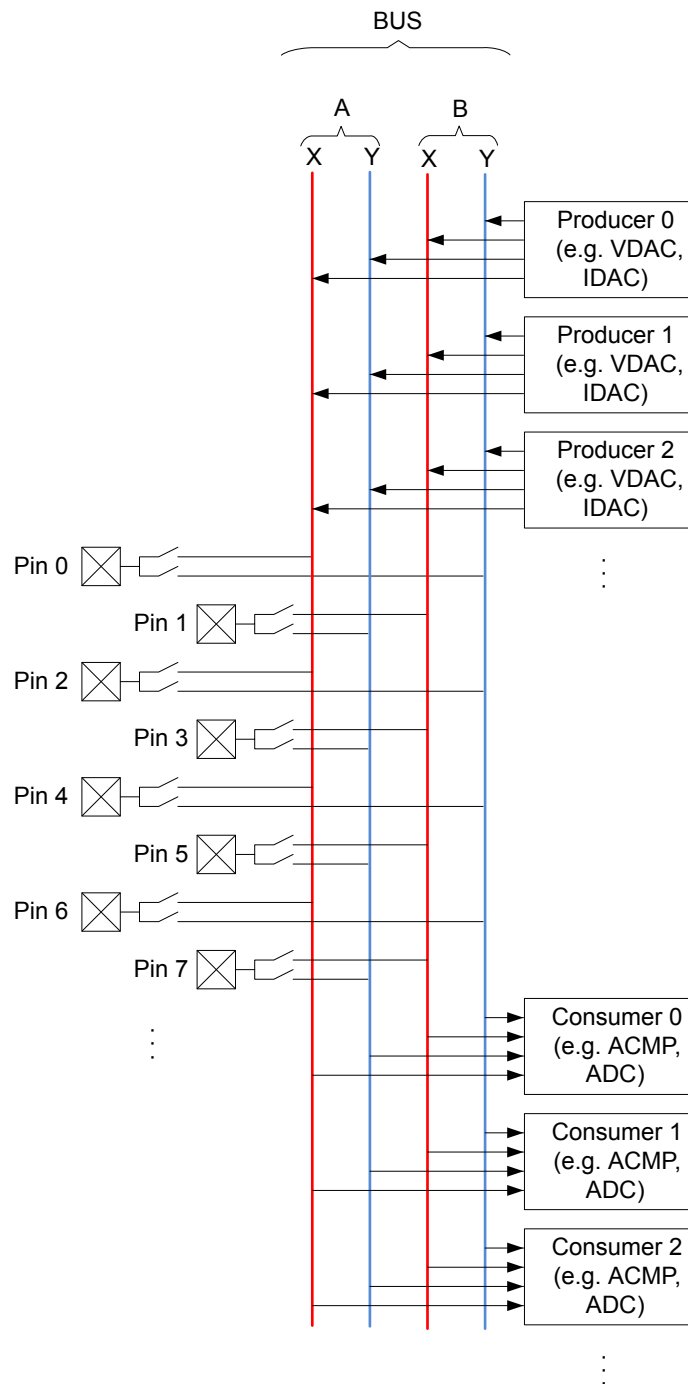 BUS
A
B
X
Y
X
Y
Producer 0
(e.g. VDAC,
IDAC)
Producer 1
(e.g. VDAC,
IDAC)
Producer 2
(e.g. VDAC,
IDAC)
Pin 0
Pin 1
Pin 2
Pin 3
Pin 4
Pin 5
Pin 6
Pin 7
Consumer 0
(e.g. ACMP,
ADC)
Consumer 1
(e.g. ACMP,
ADC)
Consumer 2
(e.g. ACMP,
ADC)